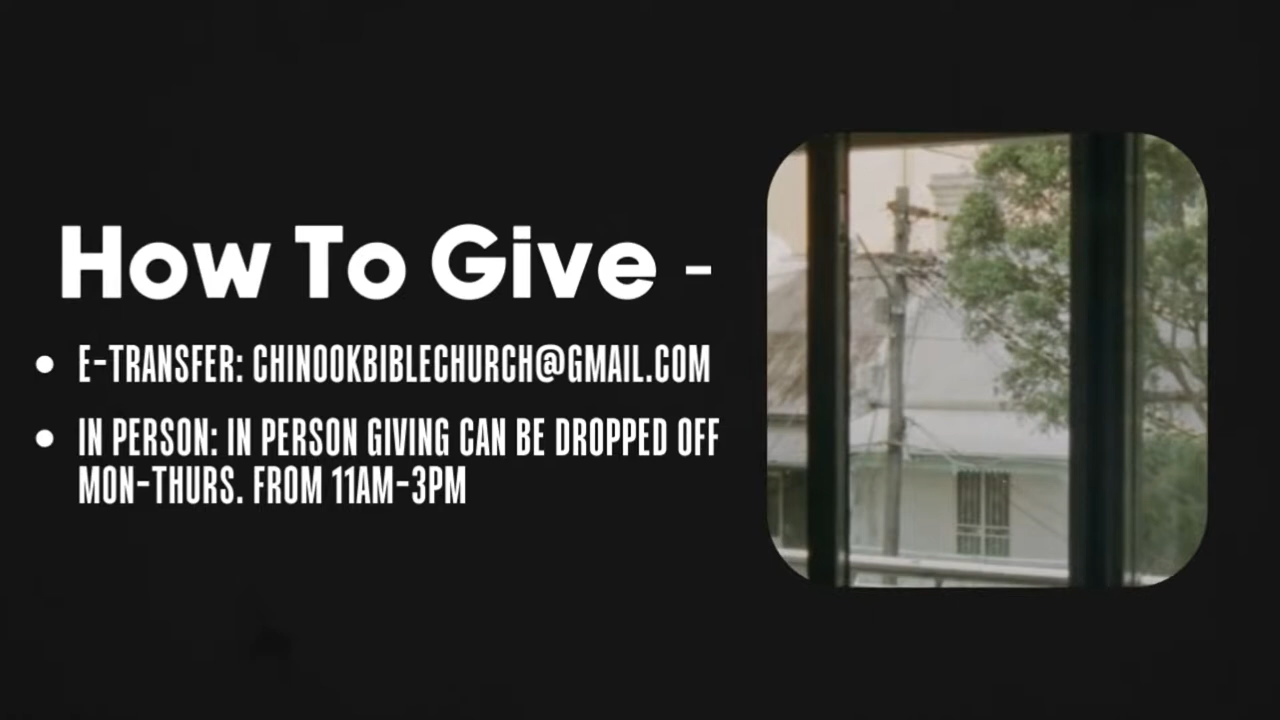 How To Give -
• E-TRANSFER: CHINOOKBIBLECHURCH@GMAIL.COM
• IN PERSON: IN PERSON GIVING CAN BE DROPPED OFF
MON-THURS. FROM 11AM-3PM